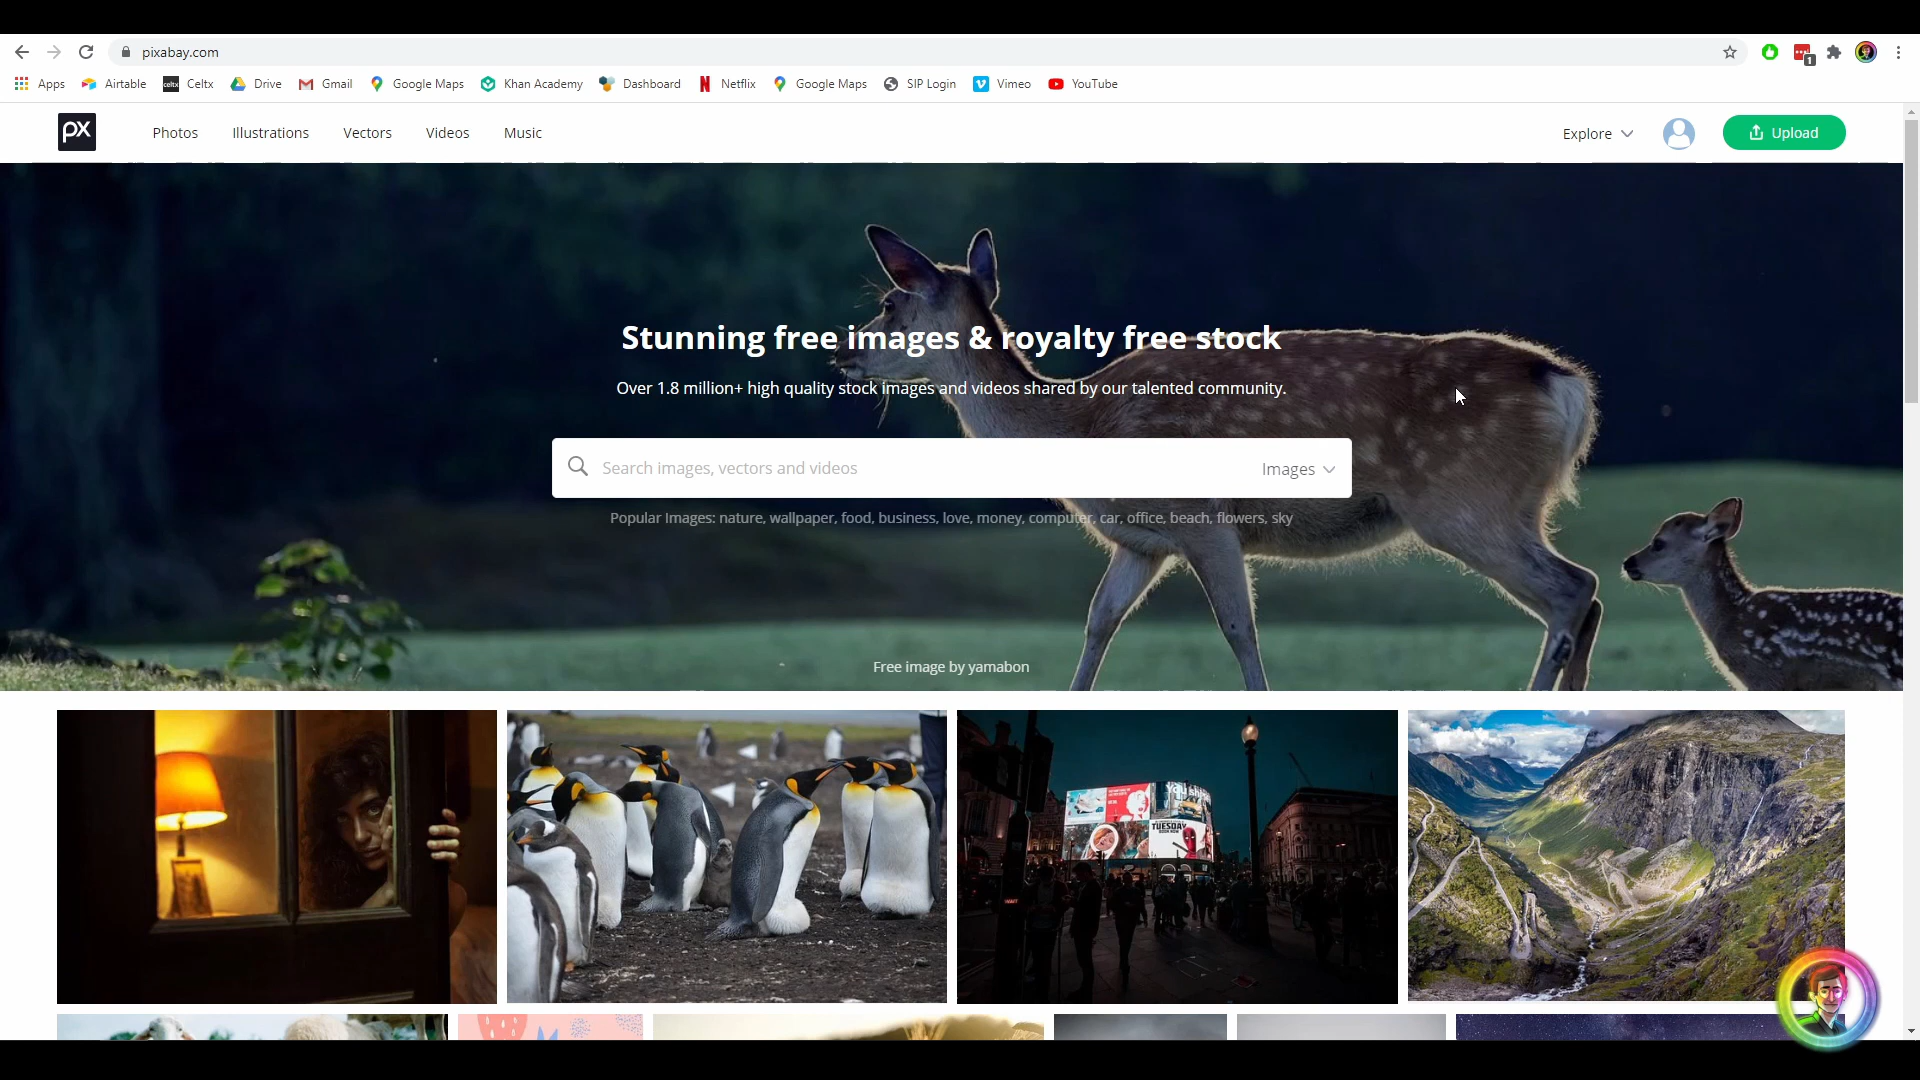 pixabay.com
1
Apps Airtable celtx Celtx Drive Gmail Google Maps Khan Academy Dashboard Netflix Google Maps SIP Login Vimeo YouTube
px Photos Illustrations Vectors Videos Music Explore Upload
Stunning free images & royalty free stock
Over 1.8 million+ high quality stock images and videos shared by our talented community.
Search images, vectors and videos Images
Popular Images: nature, wallpaper, food, business, love, money, computer, car, office, beach, flowers, sky
Free image by yamabon
TUESDAY